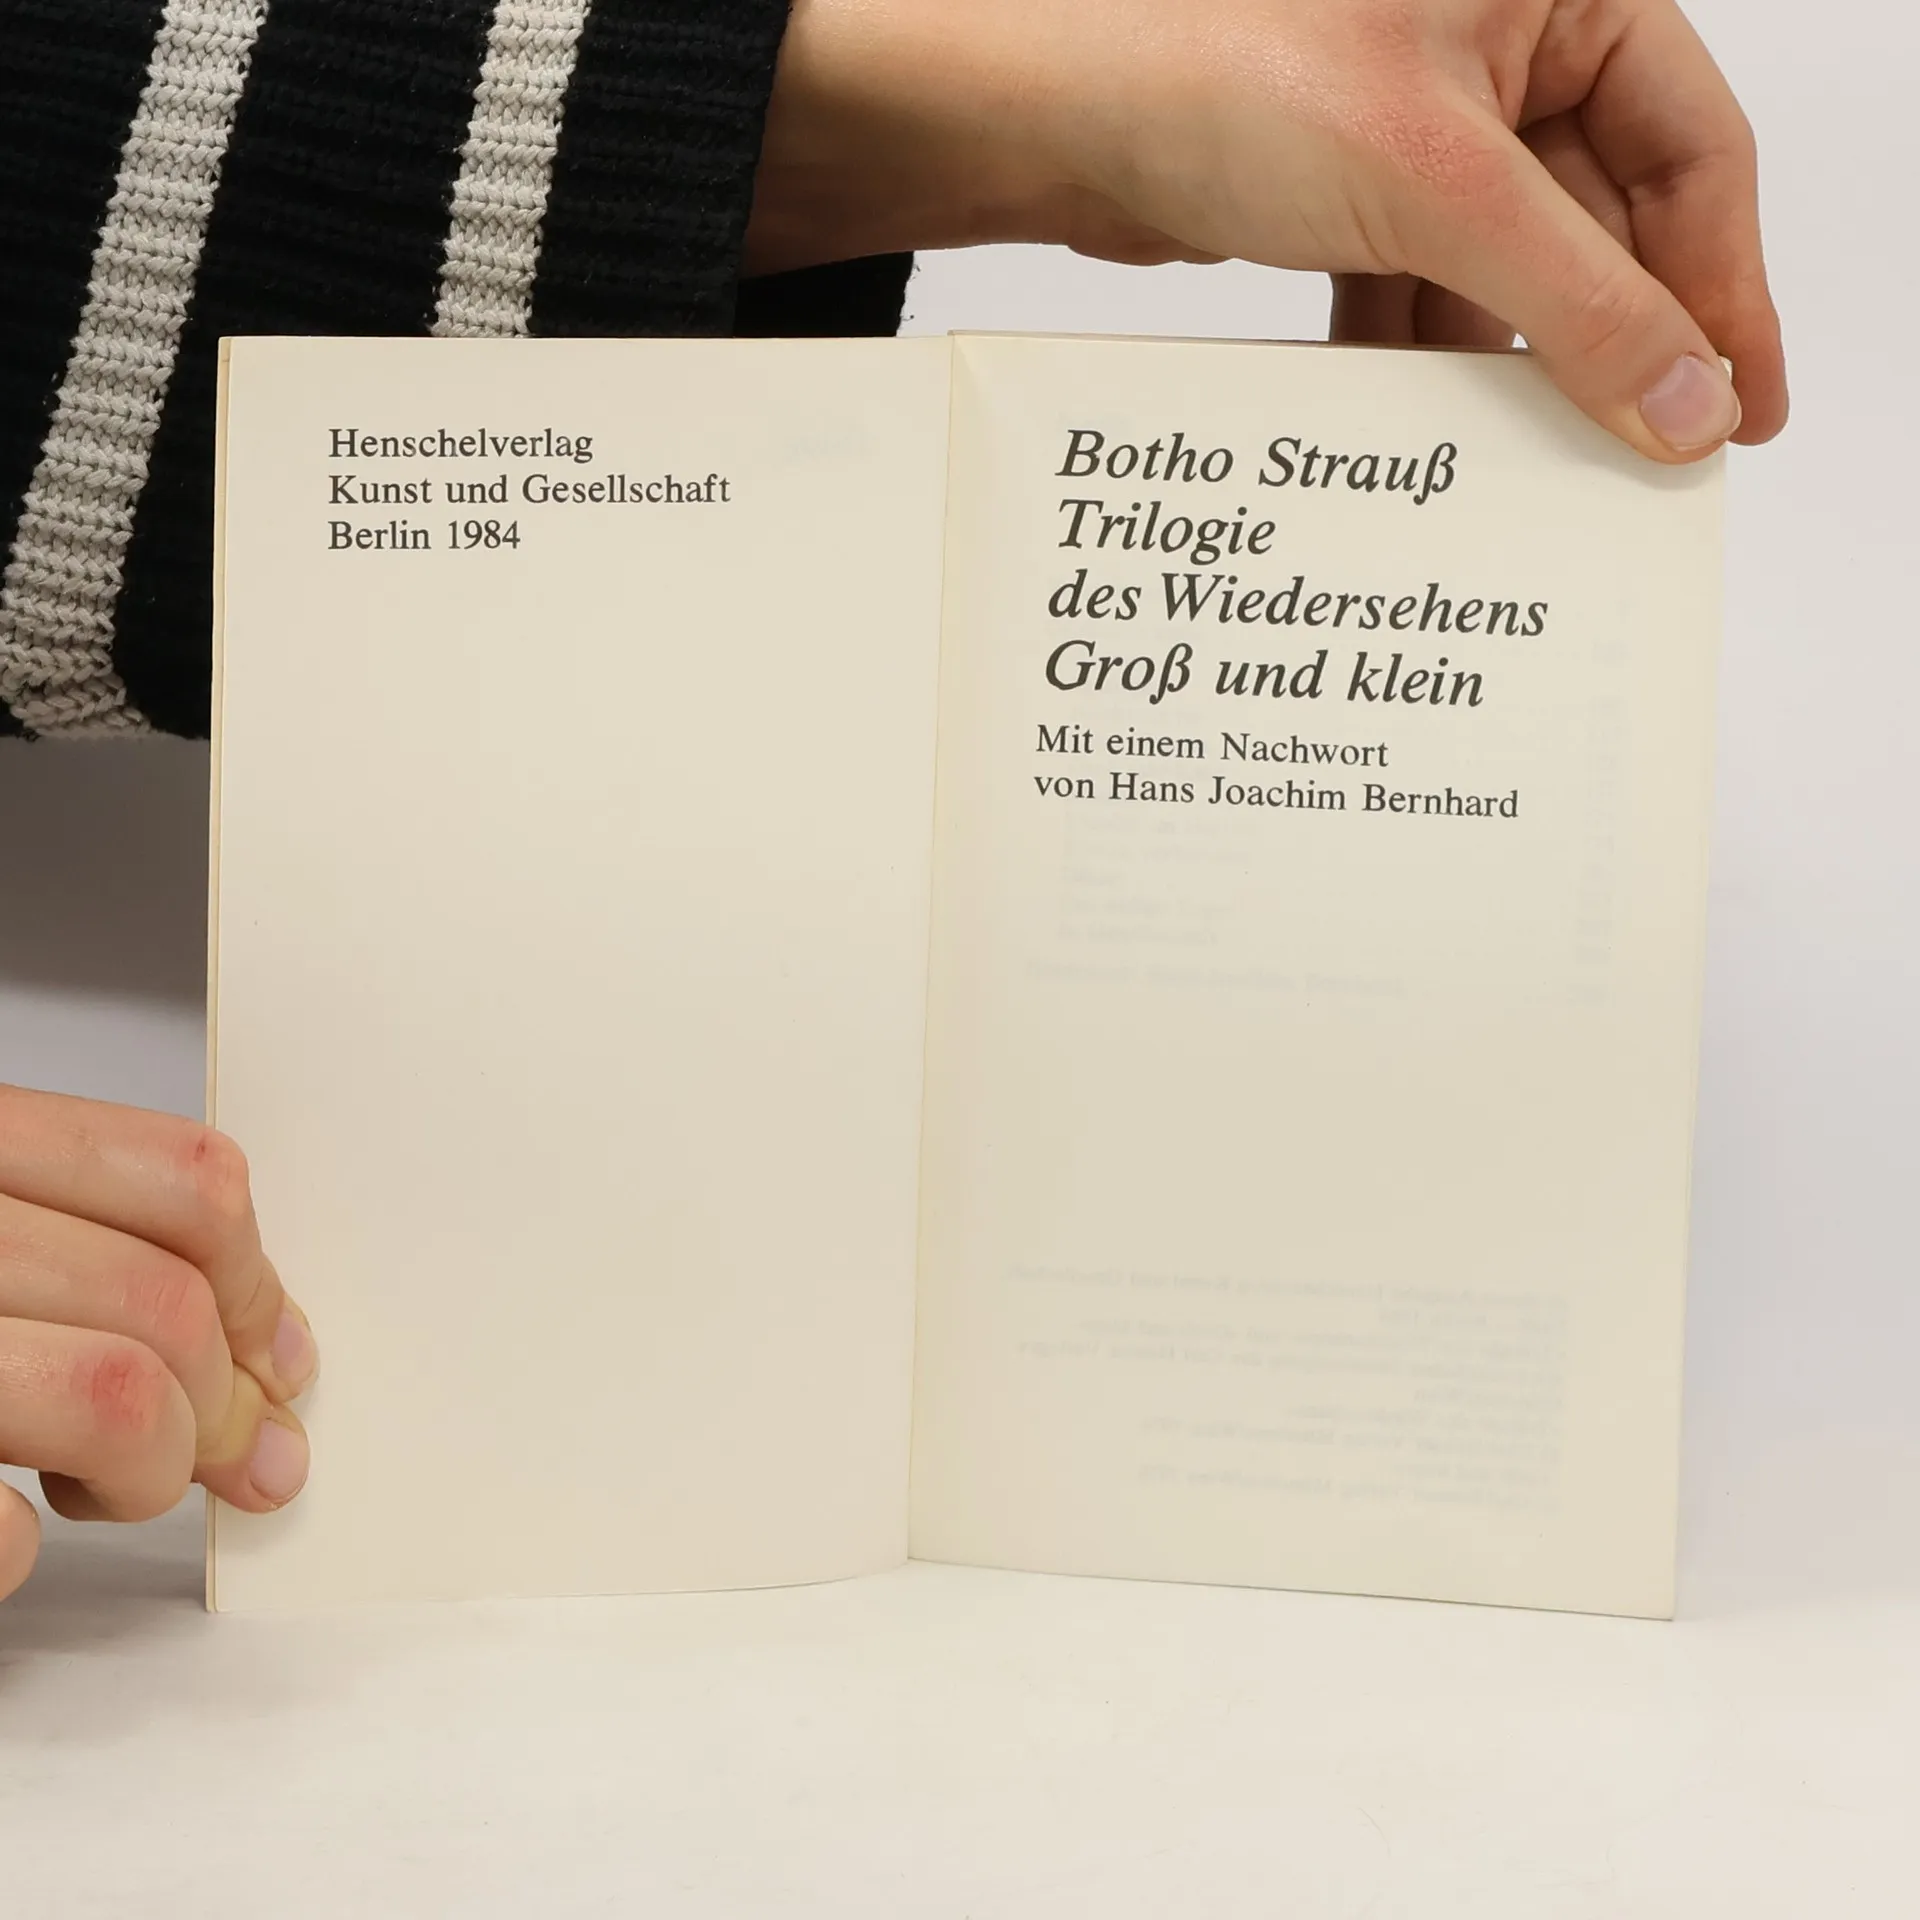 Henschelverlag
Kunst und Gesellschaft
Berlin 1984
Botho Strauß
Trilogie
des Wiedersehens
Groß und klein
Mit einem Nachwort
von Hans Joachim Bernhard